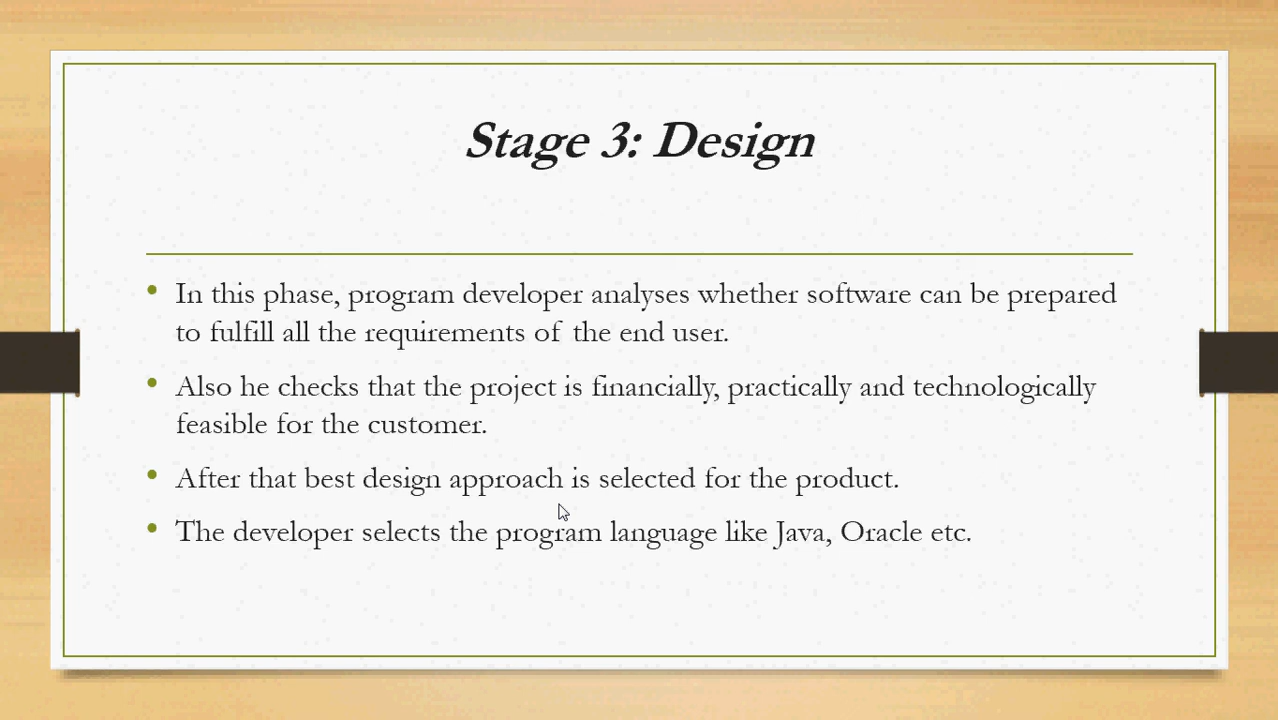 Stage 3: Design
• In this phase, program developer analyses whether software can be prepared
to fulfill all the requirements of the end user.
• Also he checks that the project is financially, practically and technologically
feasible for the customer.
• After that best design approach is selected for the product.
• The developer selects the program language like Java, Oracle etc.